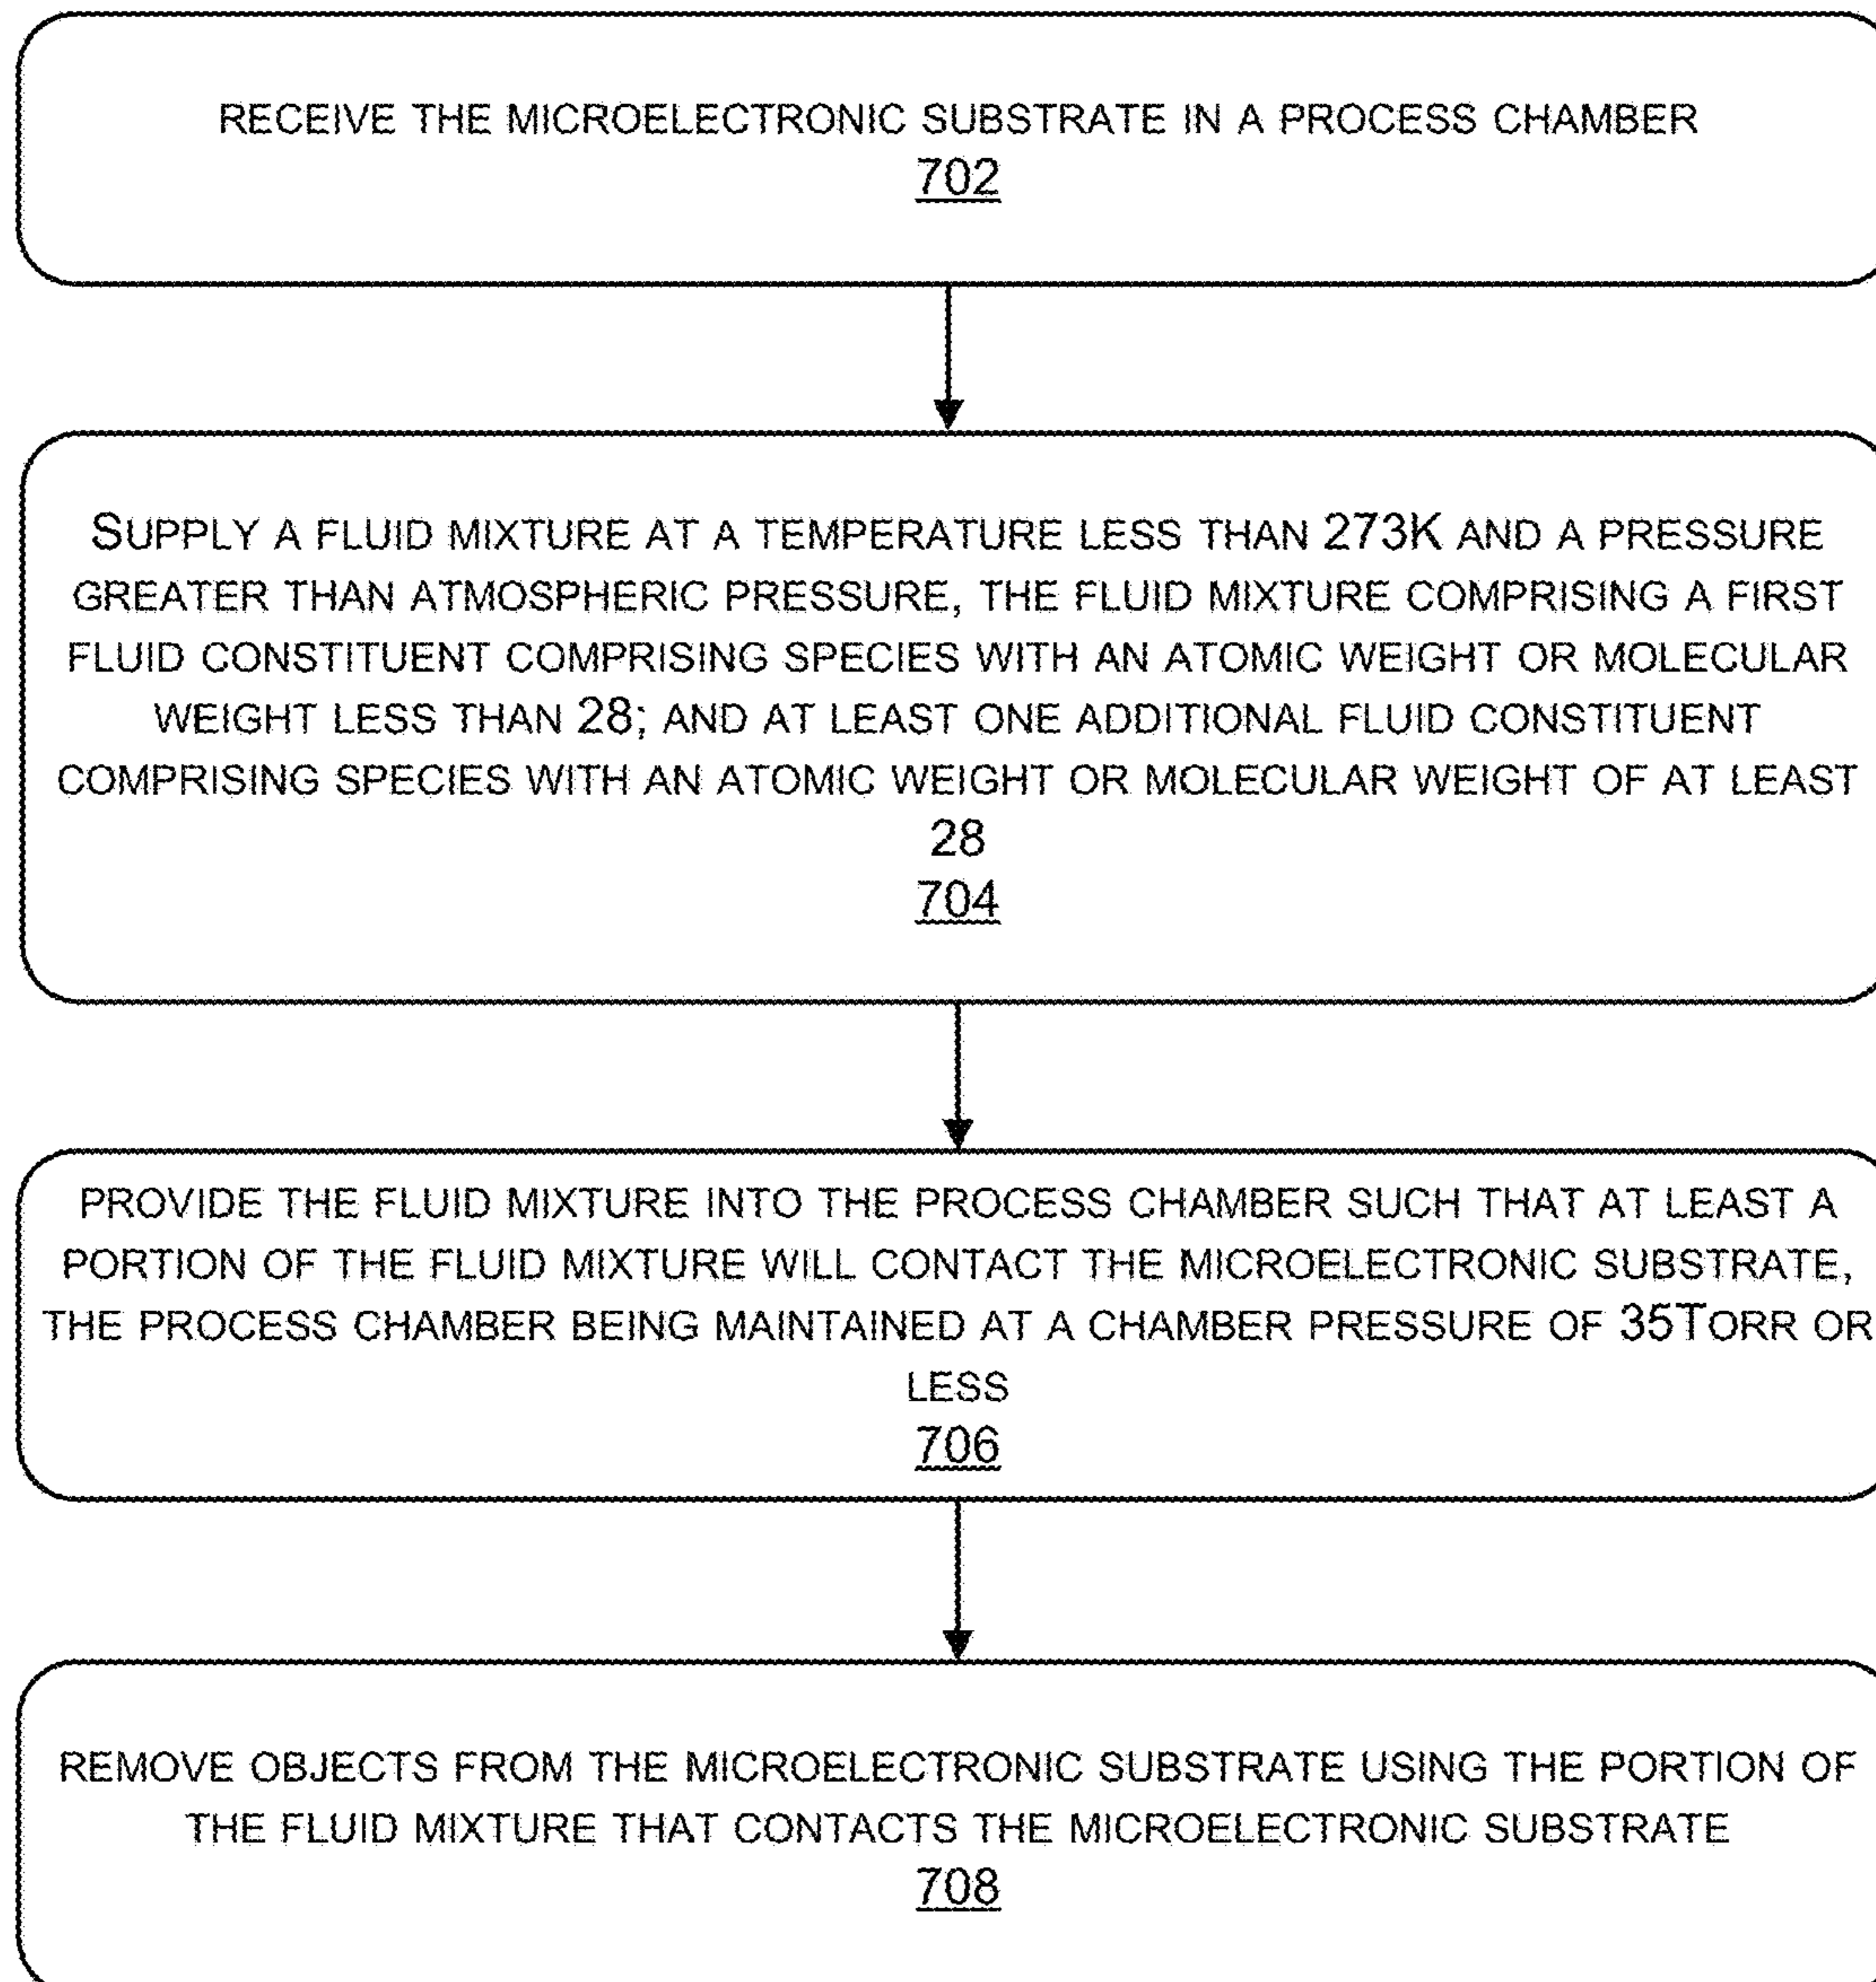 RECEIVE THE MICROELECTRONIC SUBSTRATE IN A PROCESS CHAMBER
702
SUPPLY A FLUID MIXTURE AT A TEMPERATURE LESS THAN 273K AND A PRESSURE
GREATER THAN ATMOSPHERIC PRESSURE, THE FLUID MIXTURE COMPRISING A FIRST
FLUID CONSTITUENT COMPRISING SPECIES WITH AN ATOMIC WEIGHT OR MOLECULAR
WEIGHT LESS THAN 28; AND AT LEAST ONE ADDITIONAL FLUID CONSTITUENT
COMPRISING SPECIES WITH AN ATOMIC WEIGHT OR MOLECULAR WEIGHT OF AT LEAST
28
704
PROVIDE THE FLUID MIXTURE INTO THE PROCESS CHAMBER SUCH THAT AT LEAST A
PORTION OF THE FLUID MIXTURE WILL CONTACT THE MICROELECTRONIC SUBSTRATE,
THE PROCESS CHAMBER BEING MAINTAINED AT A CHAMBER PRESSURE OF 35TORR OR
LESS
706
REMOVE OBJECTS FROM THE MICROELECTRONIC SUBSTRATE USING THE PORTION OF
THE FLUID MIXTURE THAT CONTACTS THE MICROELECTRONIC SUBSTRATE
708